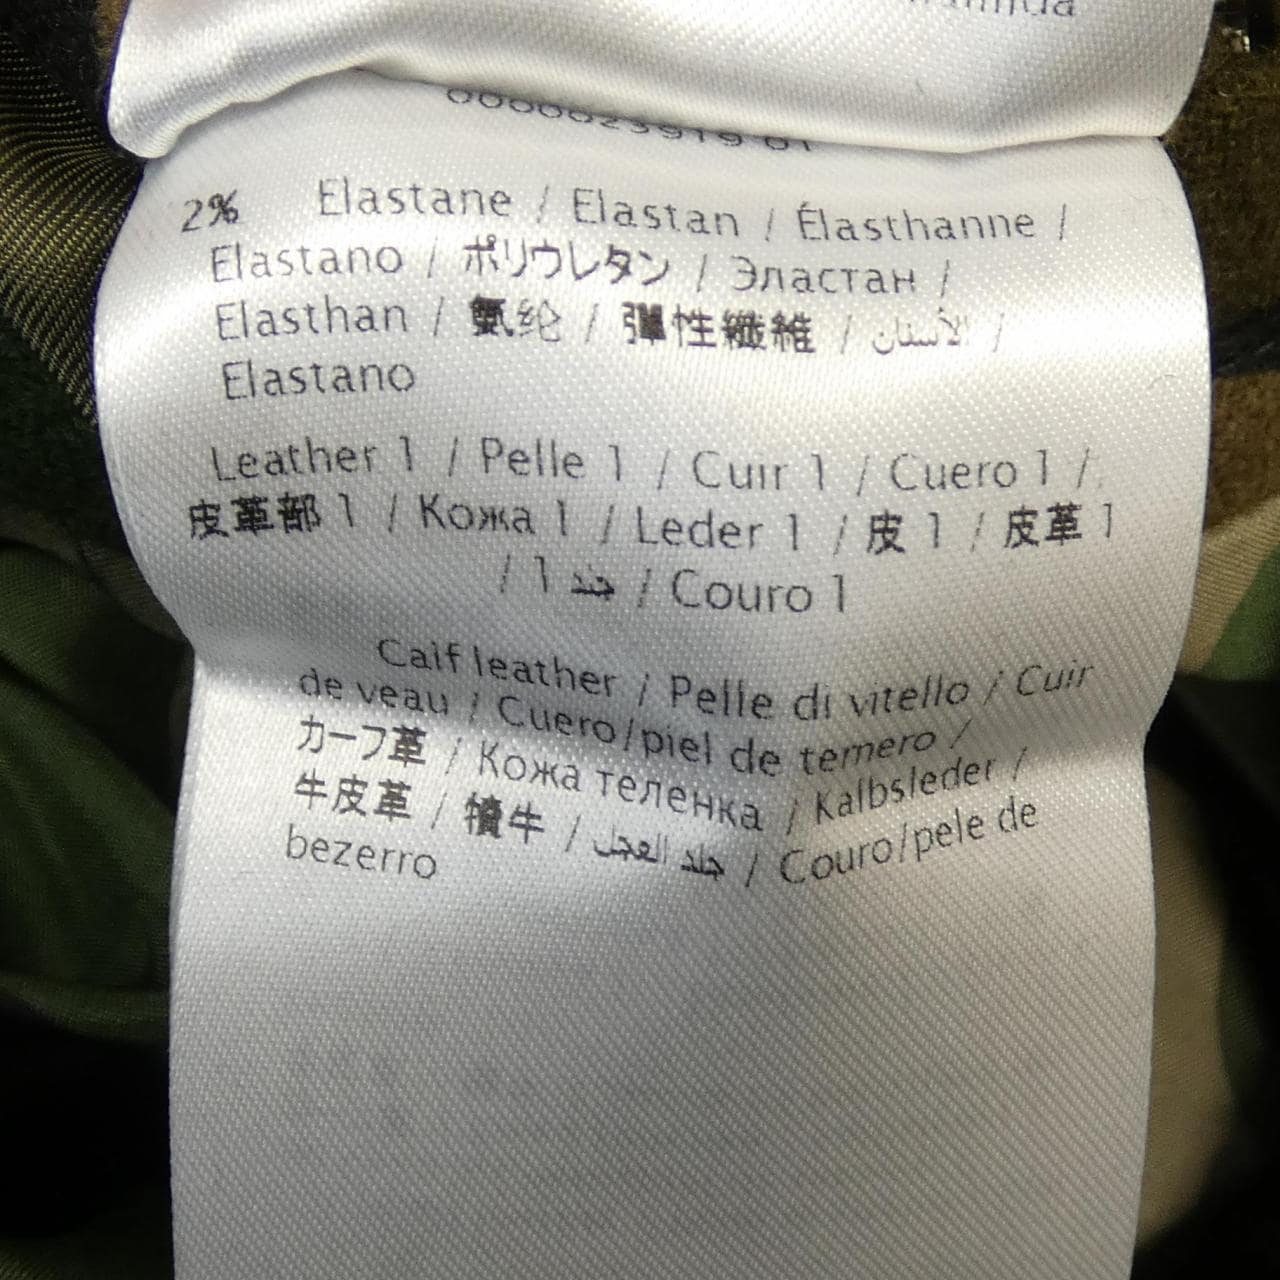 0000023919 01
2% Elastane / Elastan / Élasthanne /
Elastano / ポリウレタン / Эластан /
Elasthan / 氨纶 / 彈性纖維 / الأستان /
Elastano
Leather 1 / Pelle 1 / Cuir 1 / Cuero 1 /
皮革部 1 / Кожа 1 / Leder 1 / 皮 1 / 皮革 1
/ جلد 1 / Couro 1
Calf leather / Pelle di vitello / Cuir
de veau / Cuero/piel de ternero /
カーフ革 / Кожа теленка / Kalbsleder /
牛皮革 / 犢牛 / جلد العجل / Couro/pele de
bezerro